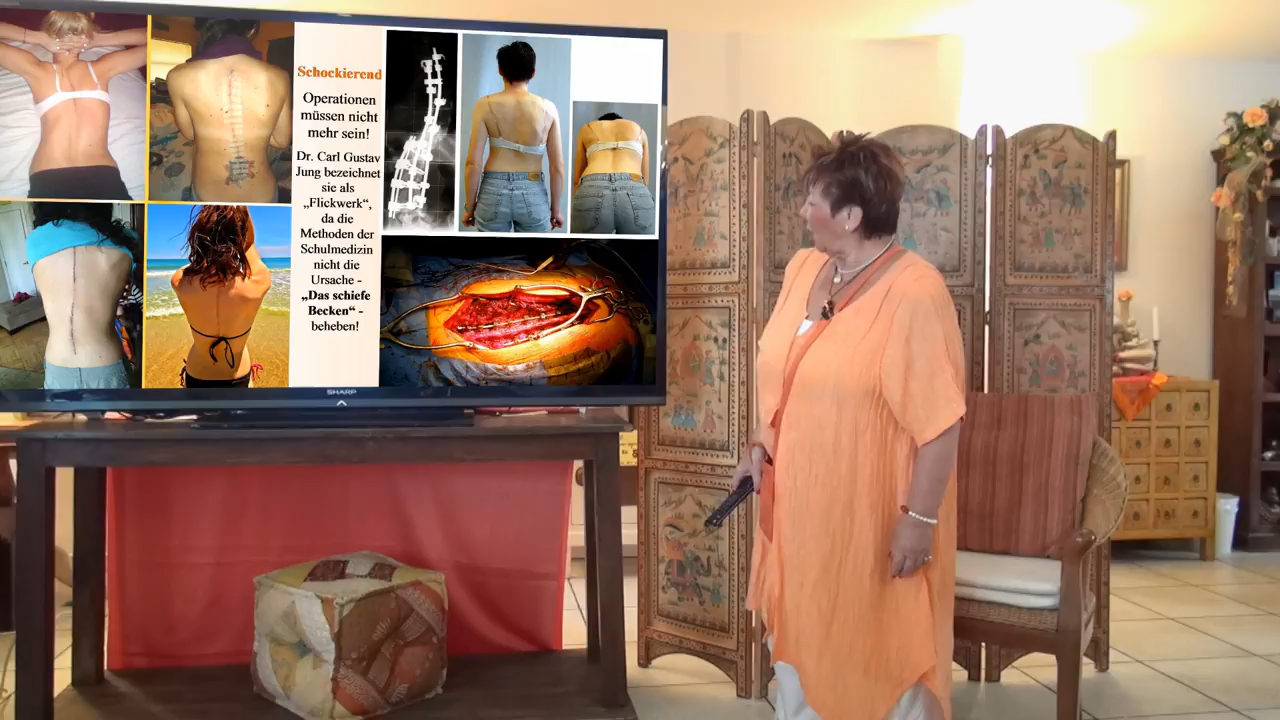 Schockierend
Operationen
müssen nicht
mehr sein!
Dr. Carl Gustav
Jung bezeichnet
sie als
„Flickwerk“,
da die
Methoden der
Schulmedizin
nicht die
Ursache -
„Das schiefe
Becken“ -
beheben!
SHARP